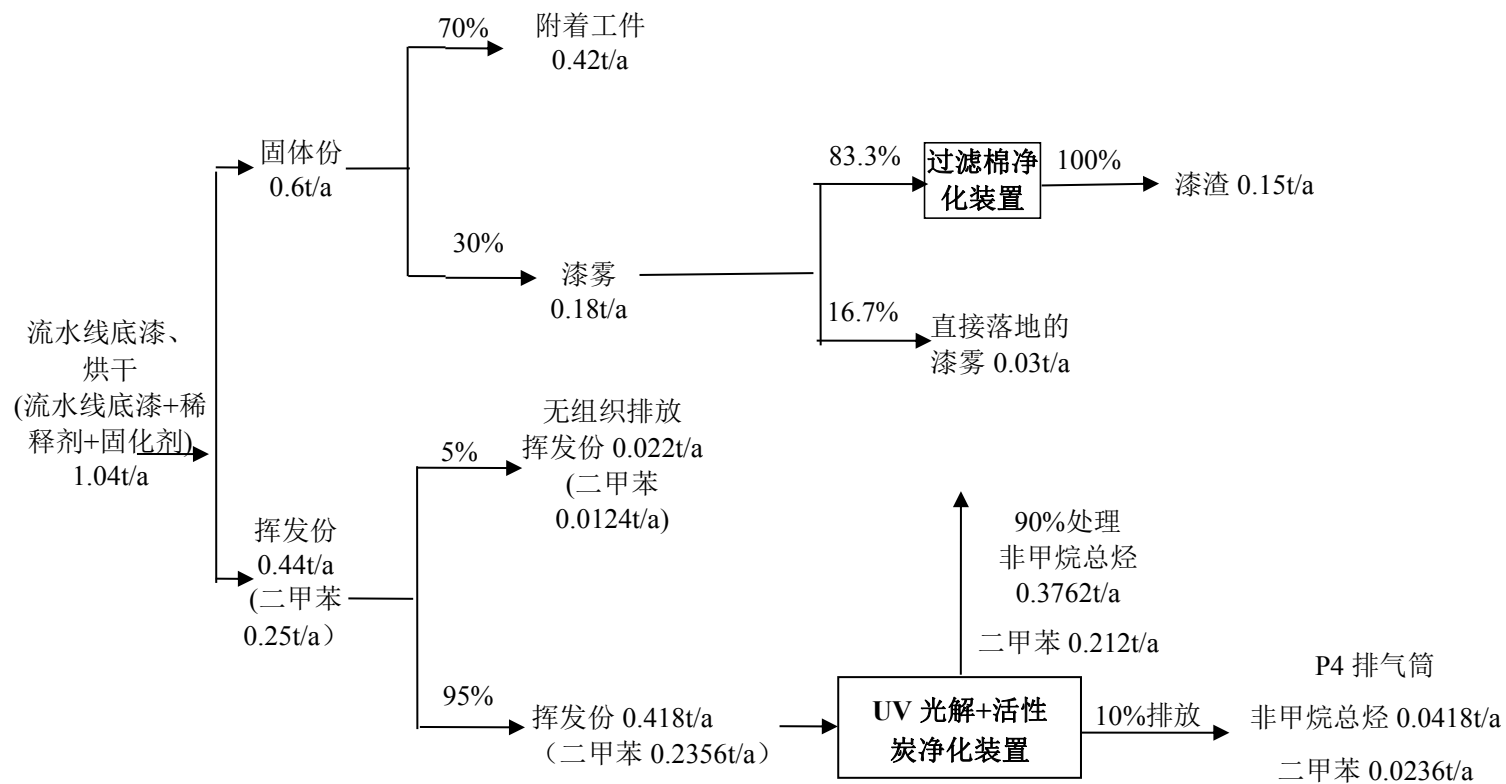 70%
附着工件
0.42t/a
固体份
0.6t/a
83.3%
过滤棉净
化装置
100%
漆渣 0.15t/a
30%
漆雾
0.18t/a
16.7%
直接落地的
漆雾 0.03t/a
流水线底漆、
烘干
(流水线底漆+稀
释剂+固化剂)
1.04t/a
无组织排放
挥发份 0.022t/a
(二甲苯
0.0124t/a)
5%
挥发份
0.44t/a
(二甲苯
0.25t/a）
90%处理
非甲烷总烃
0.3762t/a
二甲苯 0.212t/a
95%
挥发份 0.418t/a
（二甲苯 0.2356t/a）
UV 光解+活性
炭净化装置
10%排放
P4 排气筒
非甲烷总烃 0.0418t/a
二甲苯 0.0236t/a